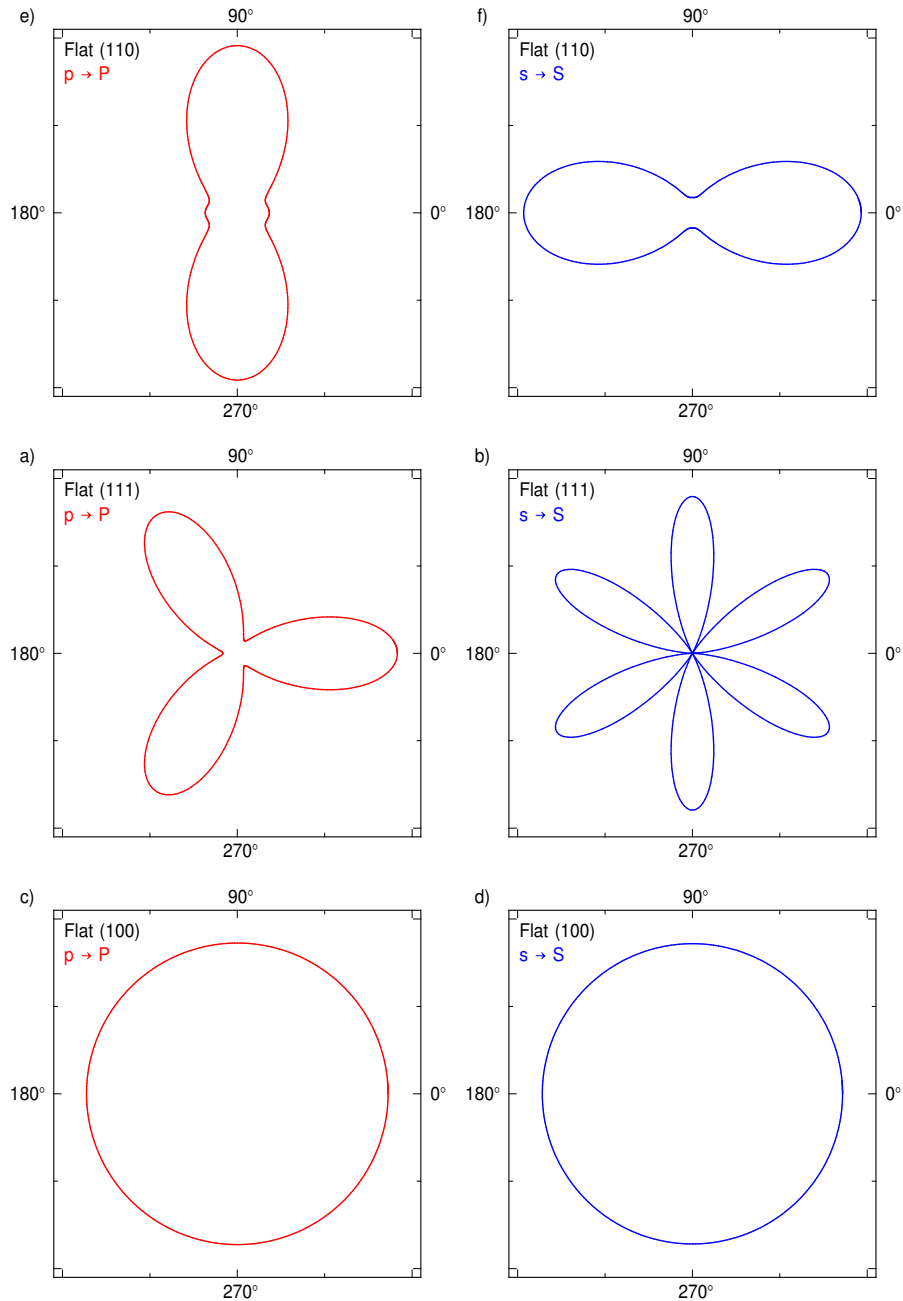 e)
90°
Flat (110)
p → P
180°
0°
270°
f)
90°
Flat (110)
s → S
180°
0°
270°
a)
90°
Flat (111)
p → P
180°
0°
270°
b)
90°
Flat (111)
s → S
180°
0°
270°
c)
90°
Flat (100)
p → P
180°
0°
270°
d)
90°
Flat (100)
s → S
180°
0°
270°